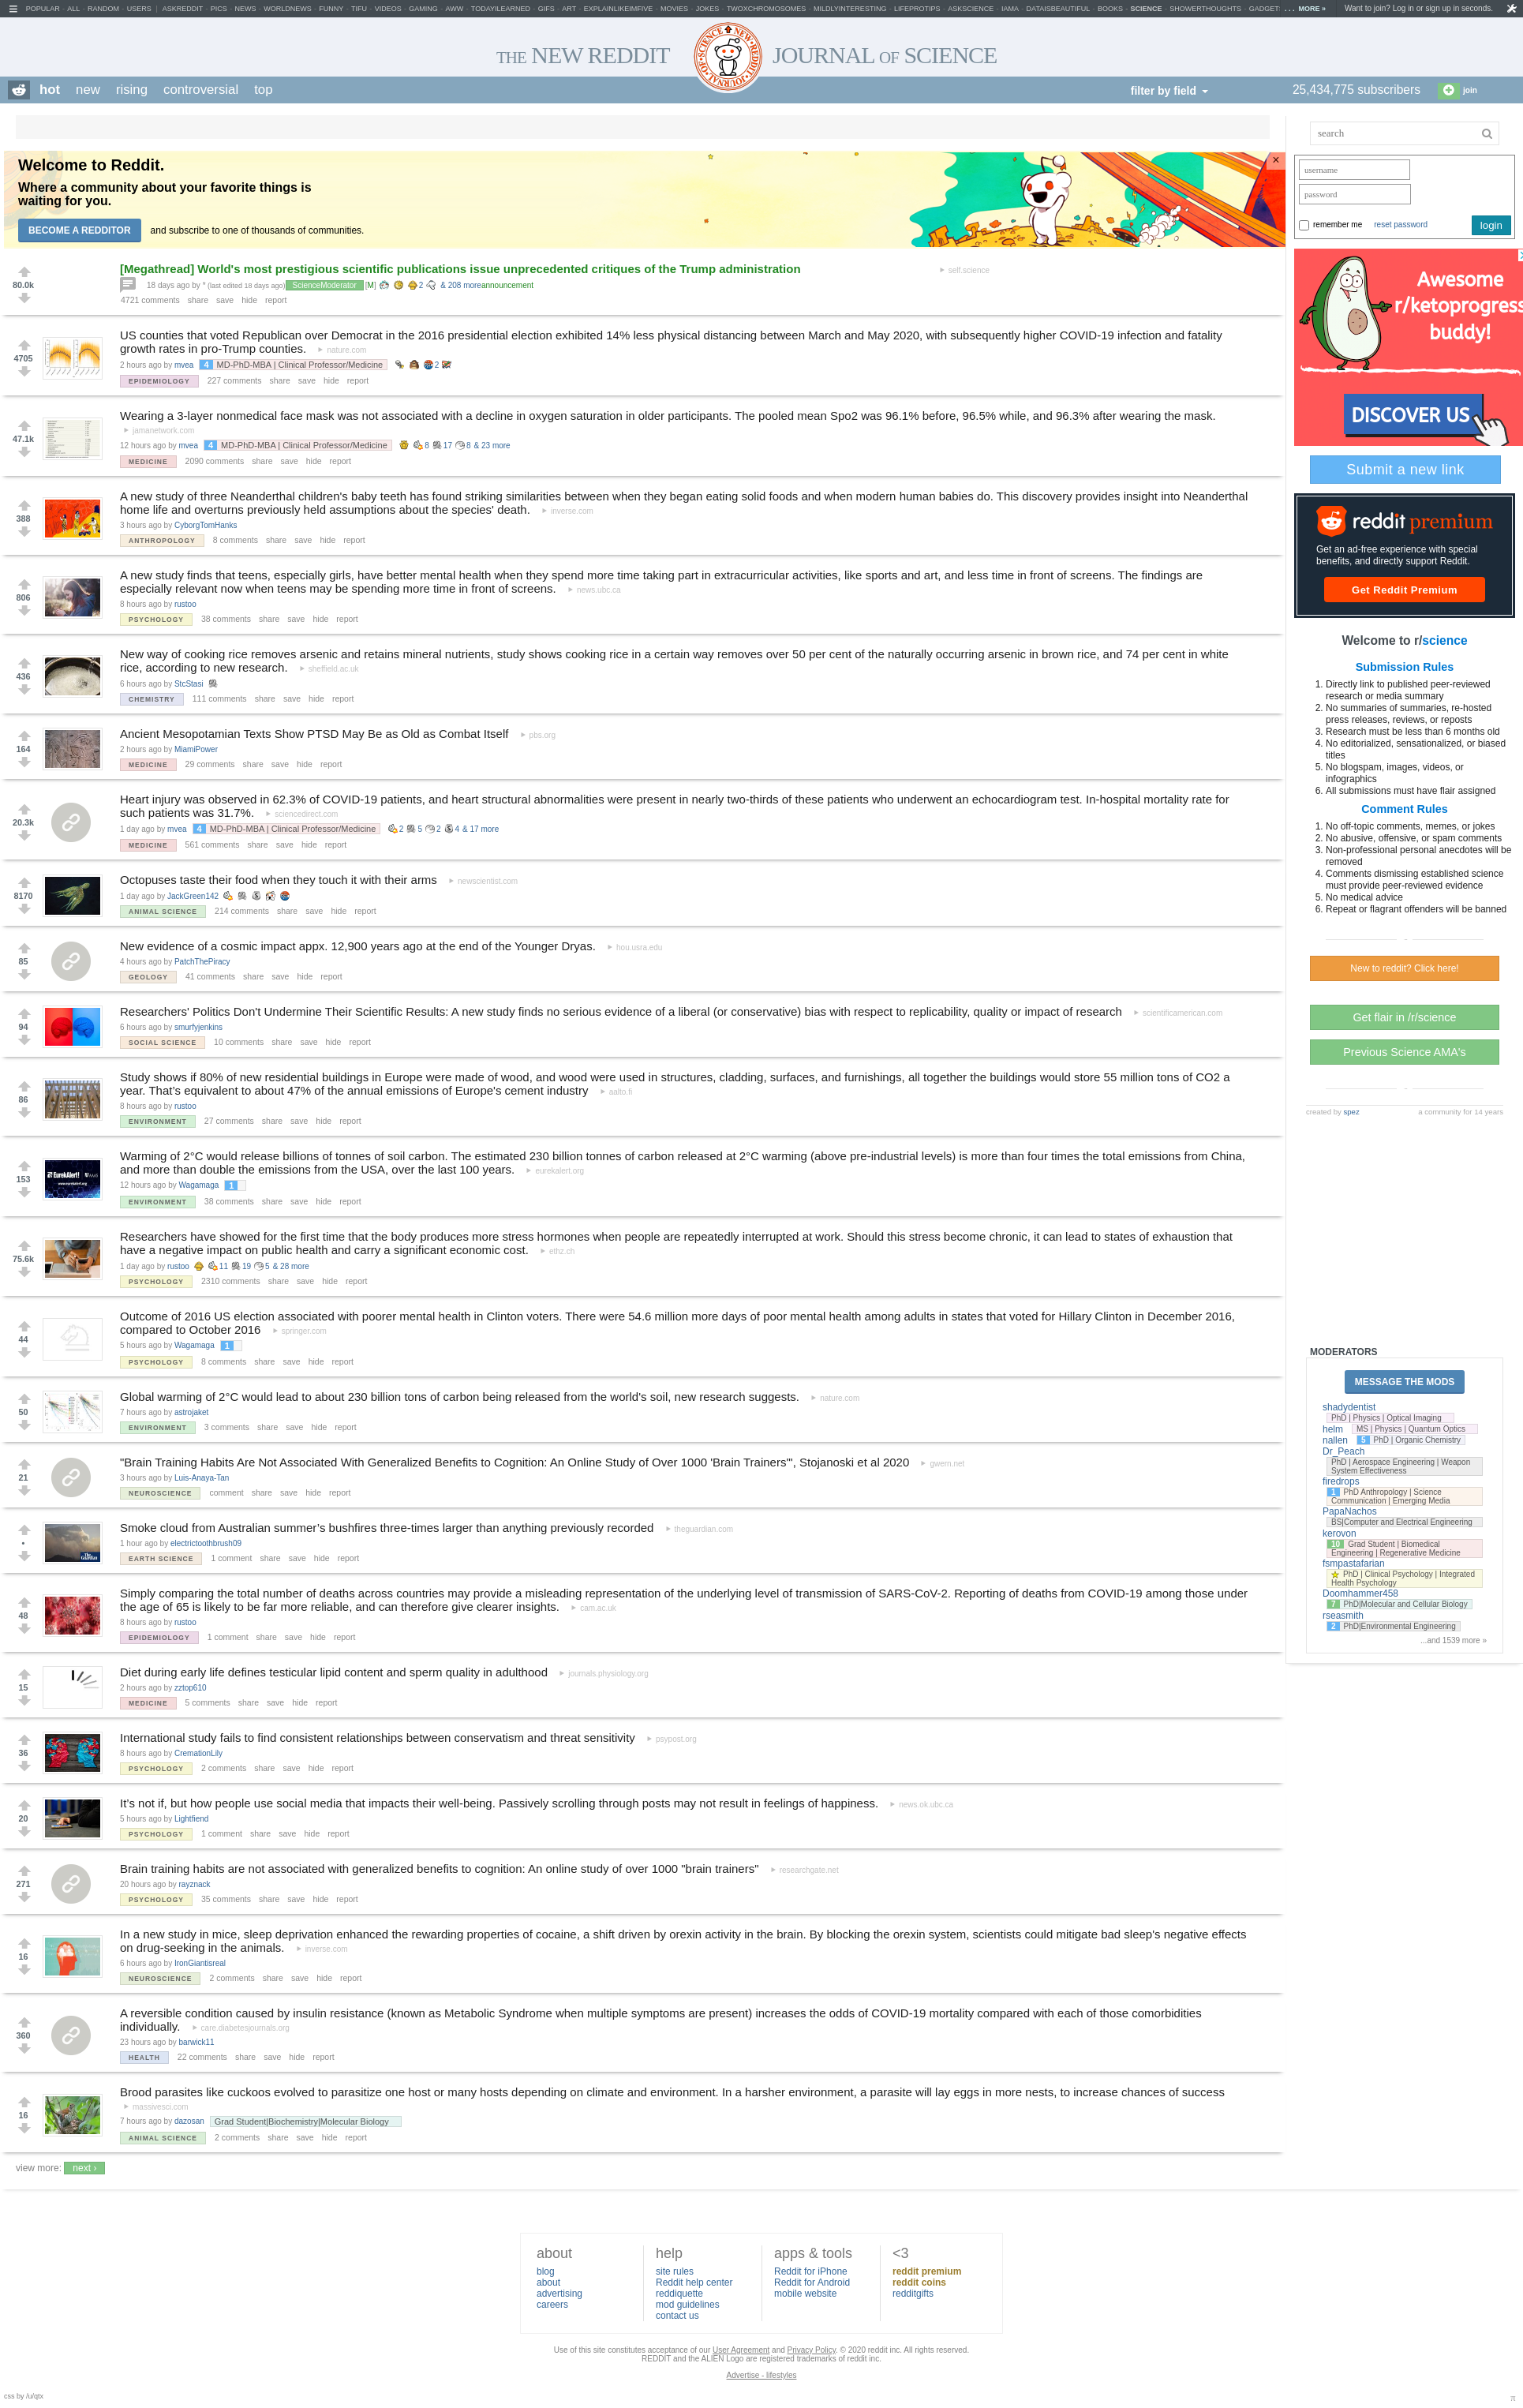 POPULAR - ALL - RANDOM - USERS | ASKREDDIT - PICS - NEWS - WORLDNEWS - FUNNY - TIFU - VIDEOS - GAMING - AWW - TODAYILEARNED - GIFS - ART - EXPLAINLIKEIMFIVE - MOVIES - JOKES - TWOXCHROMOSOMES - MILDLYINTERESTING - LIFEPROTIPS - ASKSCIENCE - IAMA - DATAISBEAUTIFUL - BOOKS - SCIENCE - SHOWERTHOUGHTS - GADGET ... MORE »
Want to join? Log in or sign up in seconds.
THE NEW REDDIT JOURNAL OF SCIENCE
hot new rising controversial top
filter by field
25,434,775 subscribers join
Welcome to Reddit.
Where a community about your favorite things is
waiting for you.
BECOME A REDDITOR and subscribe to one of thousands of communities.
80.0k
[Megathread] World's most prestigious scientific publications issue unprecedented critiques of the Trump administration self.science
18 days ago by * (last edited 18 days ago) ScienceModerator [M] 2 & 208 more announcement
4721 comments share save hide report
4705
US counties that voted Republican over Democrat in the 2016 presidential election exhibited 14% less physical distancing between March and May 2020, with subsequently higher COVID-19 infection and fatality
growth rates in pro-Trump counties. nature.com
2 hours ago by mvea 4 MD-PhD-MBA | Clinical Professor/Medicine 2
EPIDEMIOLOGY 227 comments share save hide report
47.1k
Wearing a 3-layer nonmedical face mask was not associated with a decline in oxygen saturation in older participants. The pooled mean Spo2 was 96.1% before, 96.5% while, and 96.3% after wearing the mask.
jamanetwork.com
12 hours ago by mvea 4 MD-PhD-MBA | Clinical Professor/Medicine 8 17 8 & 23 more
MEDICINE 2090 comments share save hide report
388
A new study of three Neanderthal children's baby teeth has found striking similarities between when they began eating solid foods and when modern human babies do. This discovery provides insight into Neanderthal
home life and overturns previously held assumptions about the species' death. inverse.com
3 hours ago by CyborgTomHanks
ANTHROPOLOGY 8 comments share save hide report
806
A new study finds that teens, especially girls, have better mental health when they spend more time taking part in extracurricular activities, like sports and art, and less time in front of screens. The findings are
especially relevant now when teens may be spending more time in front of screens. news.ubc.ca
8 hours ago by rustoo
PSYCHOLOGY 38 comments share save hide report
436
New way of cooking rice removes arsenic and retains mineral nutrients, study shows cooking rice in a certain way removes over 50 per cent of the naturally occurring arsenic in brown rice, and 74 per cent in white
rice, according to new research. sheffield.ac.uk
6 hours ago by StcStasi
CHEMISTRY 111 comments share save hide report
164
Ancient Mesopotamian Texts Show PTSD May Be as Old as Combat Itself pbs.org
2 hours ago by MiamiPower
MEDICINE 29 comments share save hide report
20.3k
Heart injury was observed in 62.3% of COVID-19 patients, and heart structural abnormalities were present in nearly two-thirds of these patients who underwent an echocardiogram test. In-hospital mortality rate for
such patients was 31.7%. sciencedirect.com
1 day ago by mvea 4 MD-PhD-MBA | Clinical Professor/Medicine 2 5 2 4 & 17 more
MEDICINE 561 comments share save hide report
8170
Octopuses taste their food when they touch it with their arms newscientist.com
1 day ago by JackGreen142
ANIMAL SCIENCE 214 comments share save hide report
85
New evidence of a cosmic impact appx. 12,900 years ago at the end of the Younger Dryas. hou.usra.edu
4 hours ago by PatchThePiracy
GEOLOGY 41 comments share save hide report
94
Researchers' Politics Don't Undermine Their Scientific Results: A new study finds no serious evidence of a liberal (or conservative) bias with respect to replicability, quality or impact of research scientificamerican.com
6 hours ago by smurfyjenkins
SOCIAL SCIENCE 10 comments share save hide report
86
Study shows if 80% of new residential buildings in Europe were made of wood, and wood were used in structures, cladding, surfaces, and furnishings, all together the buildings would store 55 million tons of CO2 a
year. That's equivalent to about 47% of the annual emissions of Europe's cement industry aalto.fi
8 hours ago by rustoo
ENVIRONMENT 27 comments share save hide report
153
Warming of 2°C would release billions of tonnes of soil carbon. The estimated 230 billion tonnes of carbon released at 2°C warming (above pre-industrial levels) is more than four times the total emissions from China,
and more than double the emissions from the USA, over the last 100 years. eurekalert.org
12 hours ago by Wagamaga 1
ENVIRONMENT 38 comments share save hide report
75.6k
Researchers have showed for the first time that the body produces more stress hormones when people are repeatedly interrupted at work. Should this stress become chronic, it can lead to states of exhaustion that
have a negative impact on public health and carry a significant economic cost. ethz.ch
1 day ago by rustoo 11 19 5 & 28 more
PSYCHOLOGY 2310 comments share save hide report
44
Outcome of 2016 US election associated with poorer mental health in Clinton voters. There were 54.6 million more days of poor mental health among adults in states that voted for Hillary Clinton in December 2016,
compared to October 2016 springer.com
5 hours ago by Wagamaga 1
PSYCHOLOGY 8 comments share save hide report
50
Global warming of 2°C would lead to about 230 billion tons of carbon being released from the world's soil, new research suggests. nature.com
7 hours ago by astrojaket
ENVIRONMENT 3 comments share save hide report
21
"Brain Training Habits Are Not Associated With Generalized Benefits to Cognition: An Online Study of Over 1000 'Brain Trainers'", Stojanoski et al 2020 gwern.net
3 hours ago by Luis-Anaya-Tan
NEUROSCIENCE comment share save hide report
•
Smoke cloud from Australian summer's bushfires three-times larger than anything previously recorded theguardian.com
1 hour ago by electrictoothbrush09
EARTH SCIENCE 1 comment share save hide report
48
Simply comparing the total number of deaths across countries may provide a misleading representation of the underlying level of transmission of SARS-CoV-2. Reporting of deaths from COVID-19 among those under
the age of 65 is likely to be far more reliable, and can therefore give clearer insights. cam.ac.uk
8 hours ago by rustoo
EPIDEMIOLOGY 1 comment share save hide report
15
Diet during early life defines testicular lipid content and sperm quality in adulthood journals.physiology.org
2 hours ago by zztop610
MEDICINE 5 comments share save hide report
36
International study fails to find consistent relationships between conservatism and threat sensitivity psypost.org
8 hours ago by CremationLily
PSYCHOLOGY 2 comments share save hide report
20
It's not if, but how people use social media that impacts their well-being. Passively scrolling through posts may not result in feelings of happiness. news.ok.ubc.ca
5 hours ago by Lightfiend
PSYCHOLOGY 1 comment share save hide report
271
Brain training habits are not associated with generalized benefits to cognition: An online study of over 1000 "brain trainers" researchgate.net
20 hours ago by rayznack
PSYCHOLOGY 35 comments share save hide report
16
In a new study in mice, sleep deprivation enhanced the rewarding properties of cocaine, a shift driven by orexin activity in the brain. By blocking the orexin system, scientists could mitigate bad sleep's negative effects
on drug-seeking in the animals. inverse.com
6 hours ago by IronGiantisreal
NEUROSCIENCE 2 comments share save hide report
360
A reversible condition caused by insulin resistance (known as Metabolic Syndrome when multiple symptoms are present) increases the odds of COVID-19 mortality compared with each of those comorbidities
individually. care.diabetesjournals.org
23 hours ago by barwick11
HEALTH 22 comments share save hide report
16
Brood parasites like cuckoos evolved to parasitize one host or many hosts depending on climate and environment. In a harsher environment, a parasite will lay eggs in more nests, to increase chances of success
massivesci.com
7 hours ago by dazosan Grad Student|Biochemistry|Molecular Biology
ANIMAL SCIENCE 2 comments share save hide report
view more: next ›
search
username
password
remember me reset password login
Awesome
r/ketoprogress
buddy!
DISCOVER US
Submit a new link
reddit premium
Get an ad-free experience with special
benefits, and directly support Reddit.
Get Reddit Premium
Welcome to r/science
Submission Rules
1. Directly link to published peer-reviewed
research or media summary
2. No summaries of summaries, re-hosted
press releases, reviews, or reposts
3. Research must be less than 6 months old
4. No editorialized, sensationalized, or biased
titles
5. No blogspam, images, videos, or
infographics
6. All submissions must have flair assigned
Comment Rules
1. No off-topic comments, memes, or jokes
2. No abusive, offensive, or spam comments
3. Non-professional personal anecdotes will be
removed
4. Comments dismissing established science
must provide peer-reviewed evidence
5. No medical advice
6. Repeat or flagrant offenders will be banned
New to reddit? Click here!
Get flair in /r/science
Previous Science AMA's
created by spez a community for 14 years
MODERATORS
MESSAGE THE MODS
shadydentist
PhD | Physics | Optical Imaging
helm MS | Physics | Quantum Optics
nallen 5 PhD | Organic Chemistry
Dr_Peach
PhD | Aerospace Engineering | Weapon
System Effectiveness
firedrops
1 PhD Anthropology | Science
Communication | Emerging Media
PapaNachos
BS|Computer and Electrical Engineering
kerovon
10 Grad Student | Biomedical
Engineering | Regenerative Medicine
fsmpastafarian
PhD | Clinical Psychology | Integrated
Health Psychology
Doomhammer458
7 PhD|Molecular and Cellular Biology
rseasmith
2 PhD|Environmental Engineering
...and 1539 more »
about
blog
about
advertising
careers
help
site rules
Reddit help center
reddiquette
mod guidelines
contact us
apps & tools
Reddit for iPhone
Reddit for Android
mobile website
<3
reddit premium
reddit coins
redditgifts
Use of this site constitutes acceptance of our User Agreement and Privacy Policy. © 2020 reddit inc. All rights reserved.
REDDIT and the ALIEN Logo are registered trademarks of reddit inc.
Advertise - lifestyles
css by /u/qtx
π